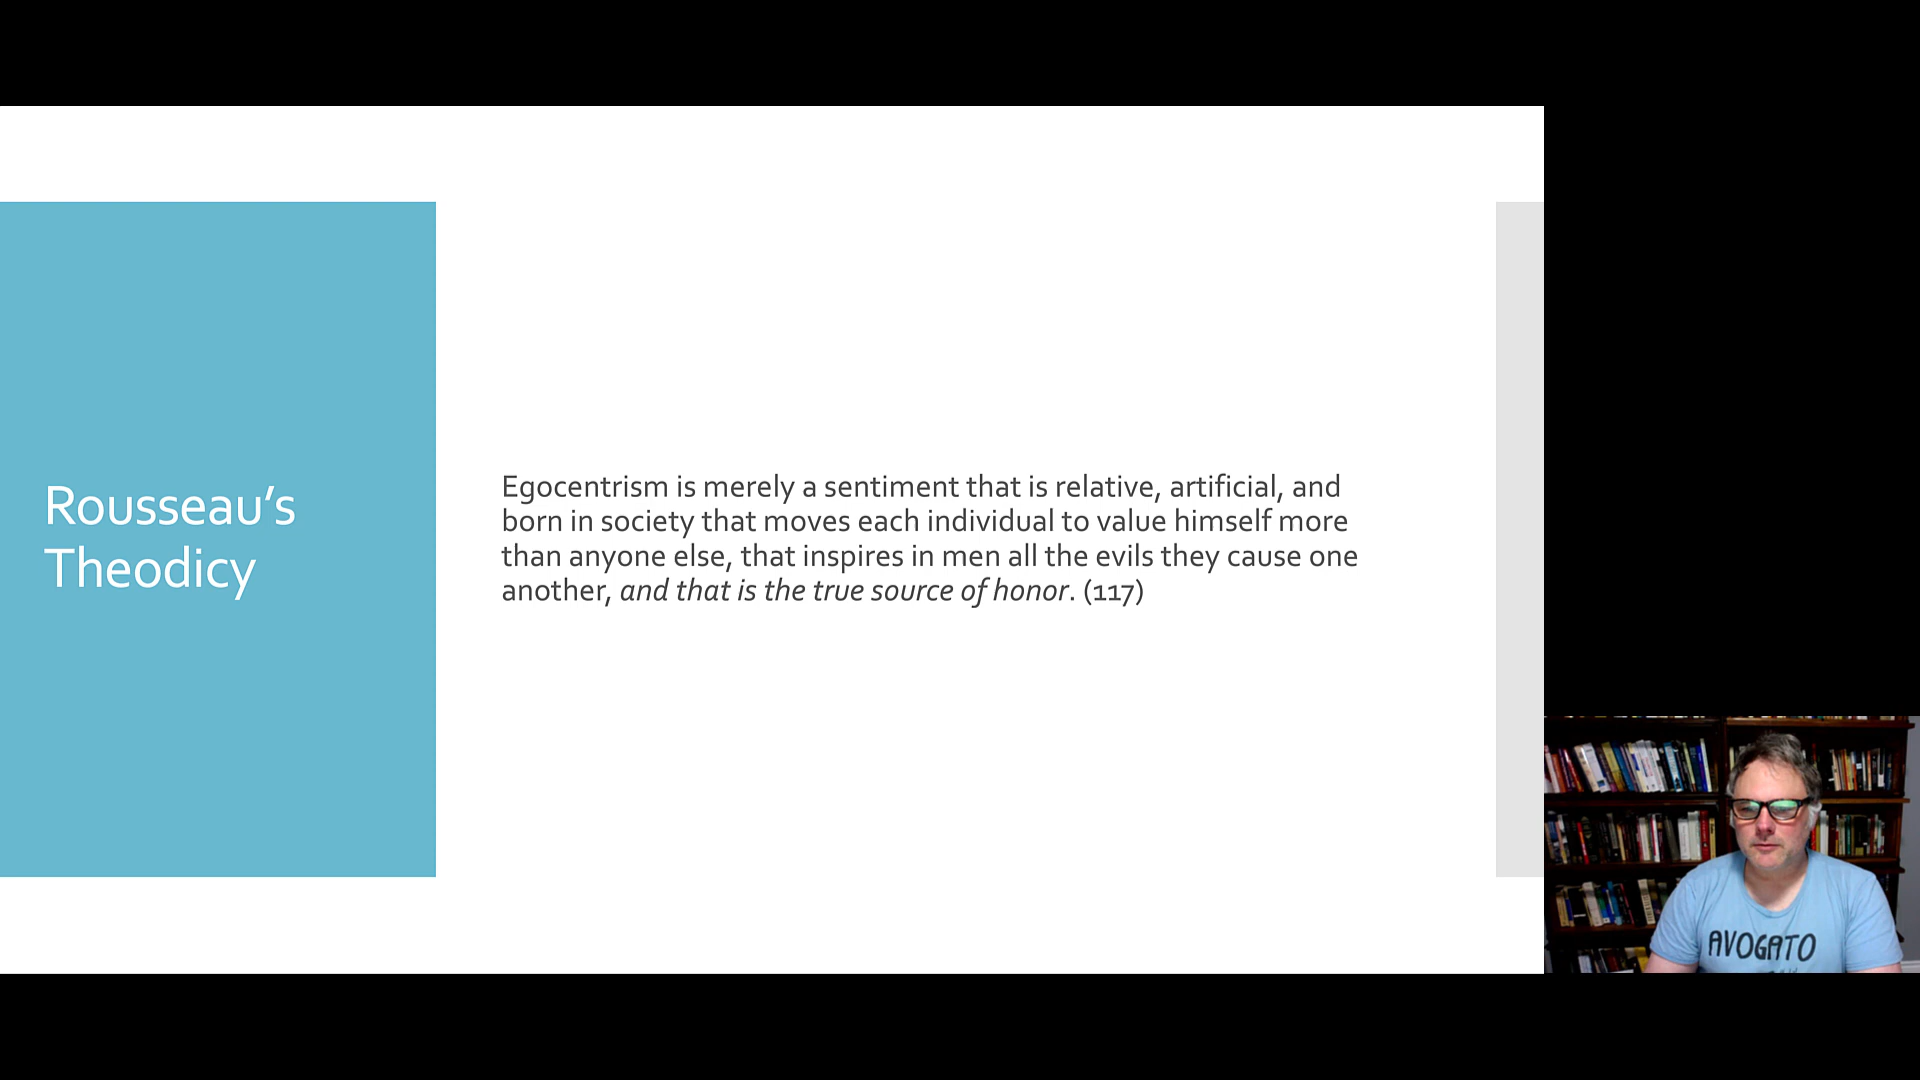 Rousseau’s
Theodicy
Egocentrism is merely a sentiment that is relative, artificial, and
born in society that moves each individual to value himself more
than anyone else, that inspires in men all the evils they cause one
another, and that is the true source of honor. (117)
AVOGATO